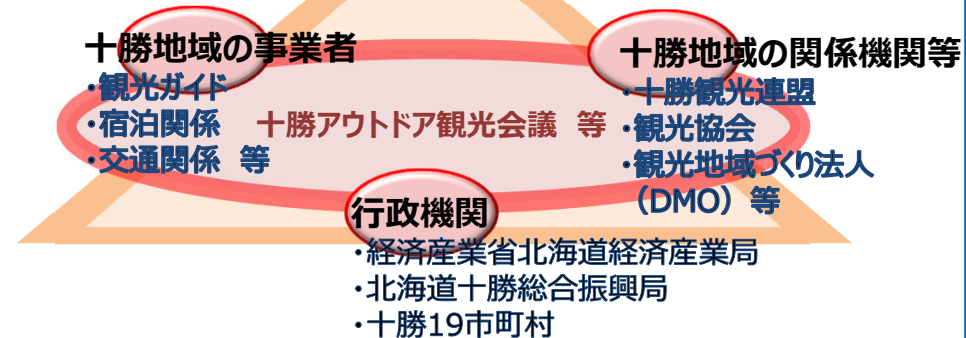 十勝地域の事業者
・観光ガイド
・宿泊関係
・交通関係 等
十勝アウトドア観光会議 等
十勝地域の関係機関等
・十勝観光連盟
・観光協会
・観光地域づくり法人
（DMO）等
行政機関
・経済産業省北海道経済産業局
・北海道十勝総合振興局
・十勝19市町村